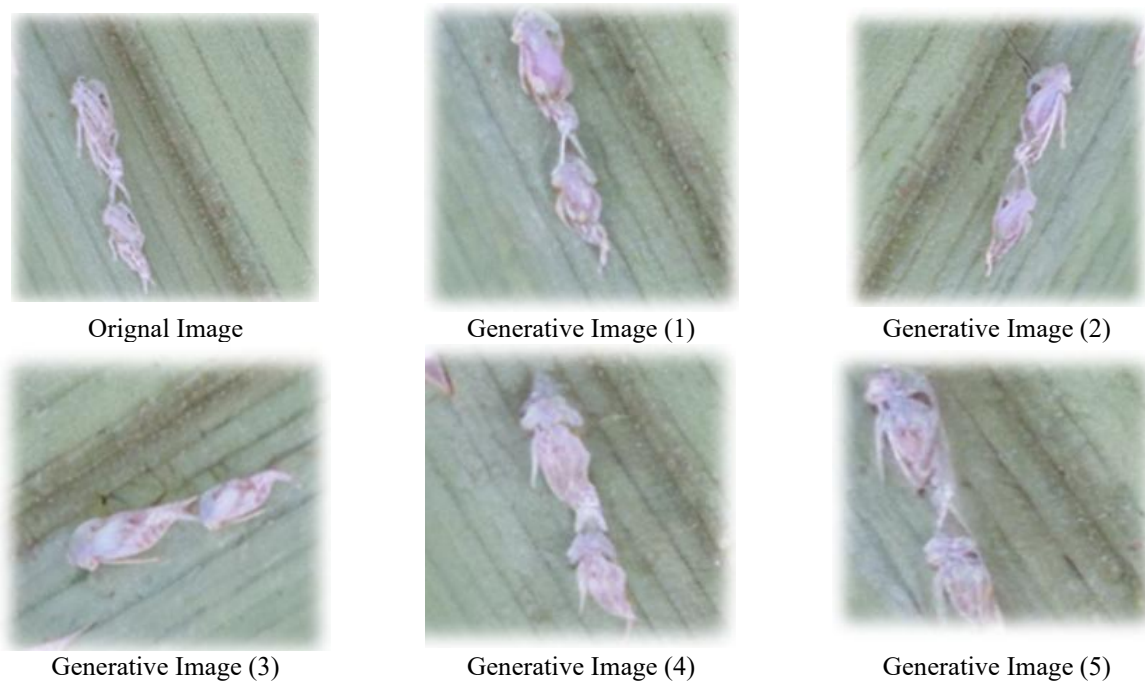 Orignal Image
Generative Image (1)
Generative Image (2)
Generative Image (3)
Generative Image (4)
Generative Image (5)